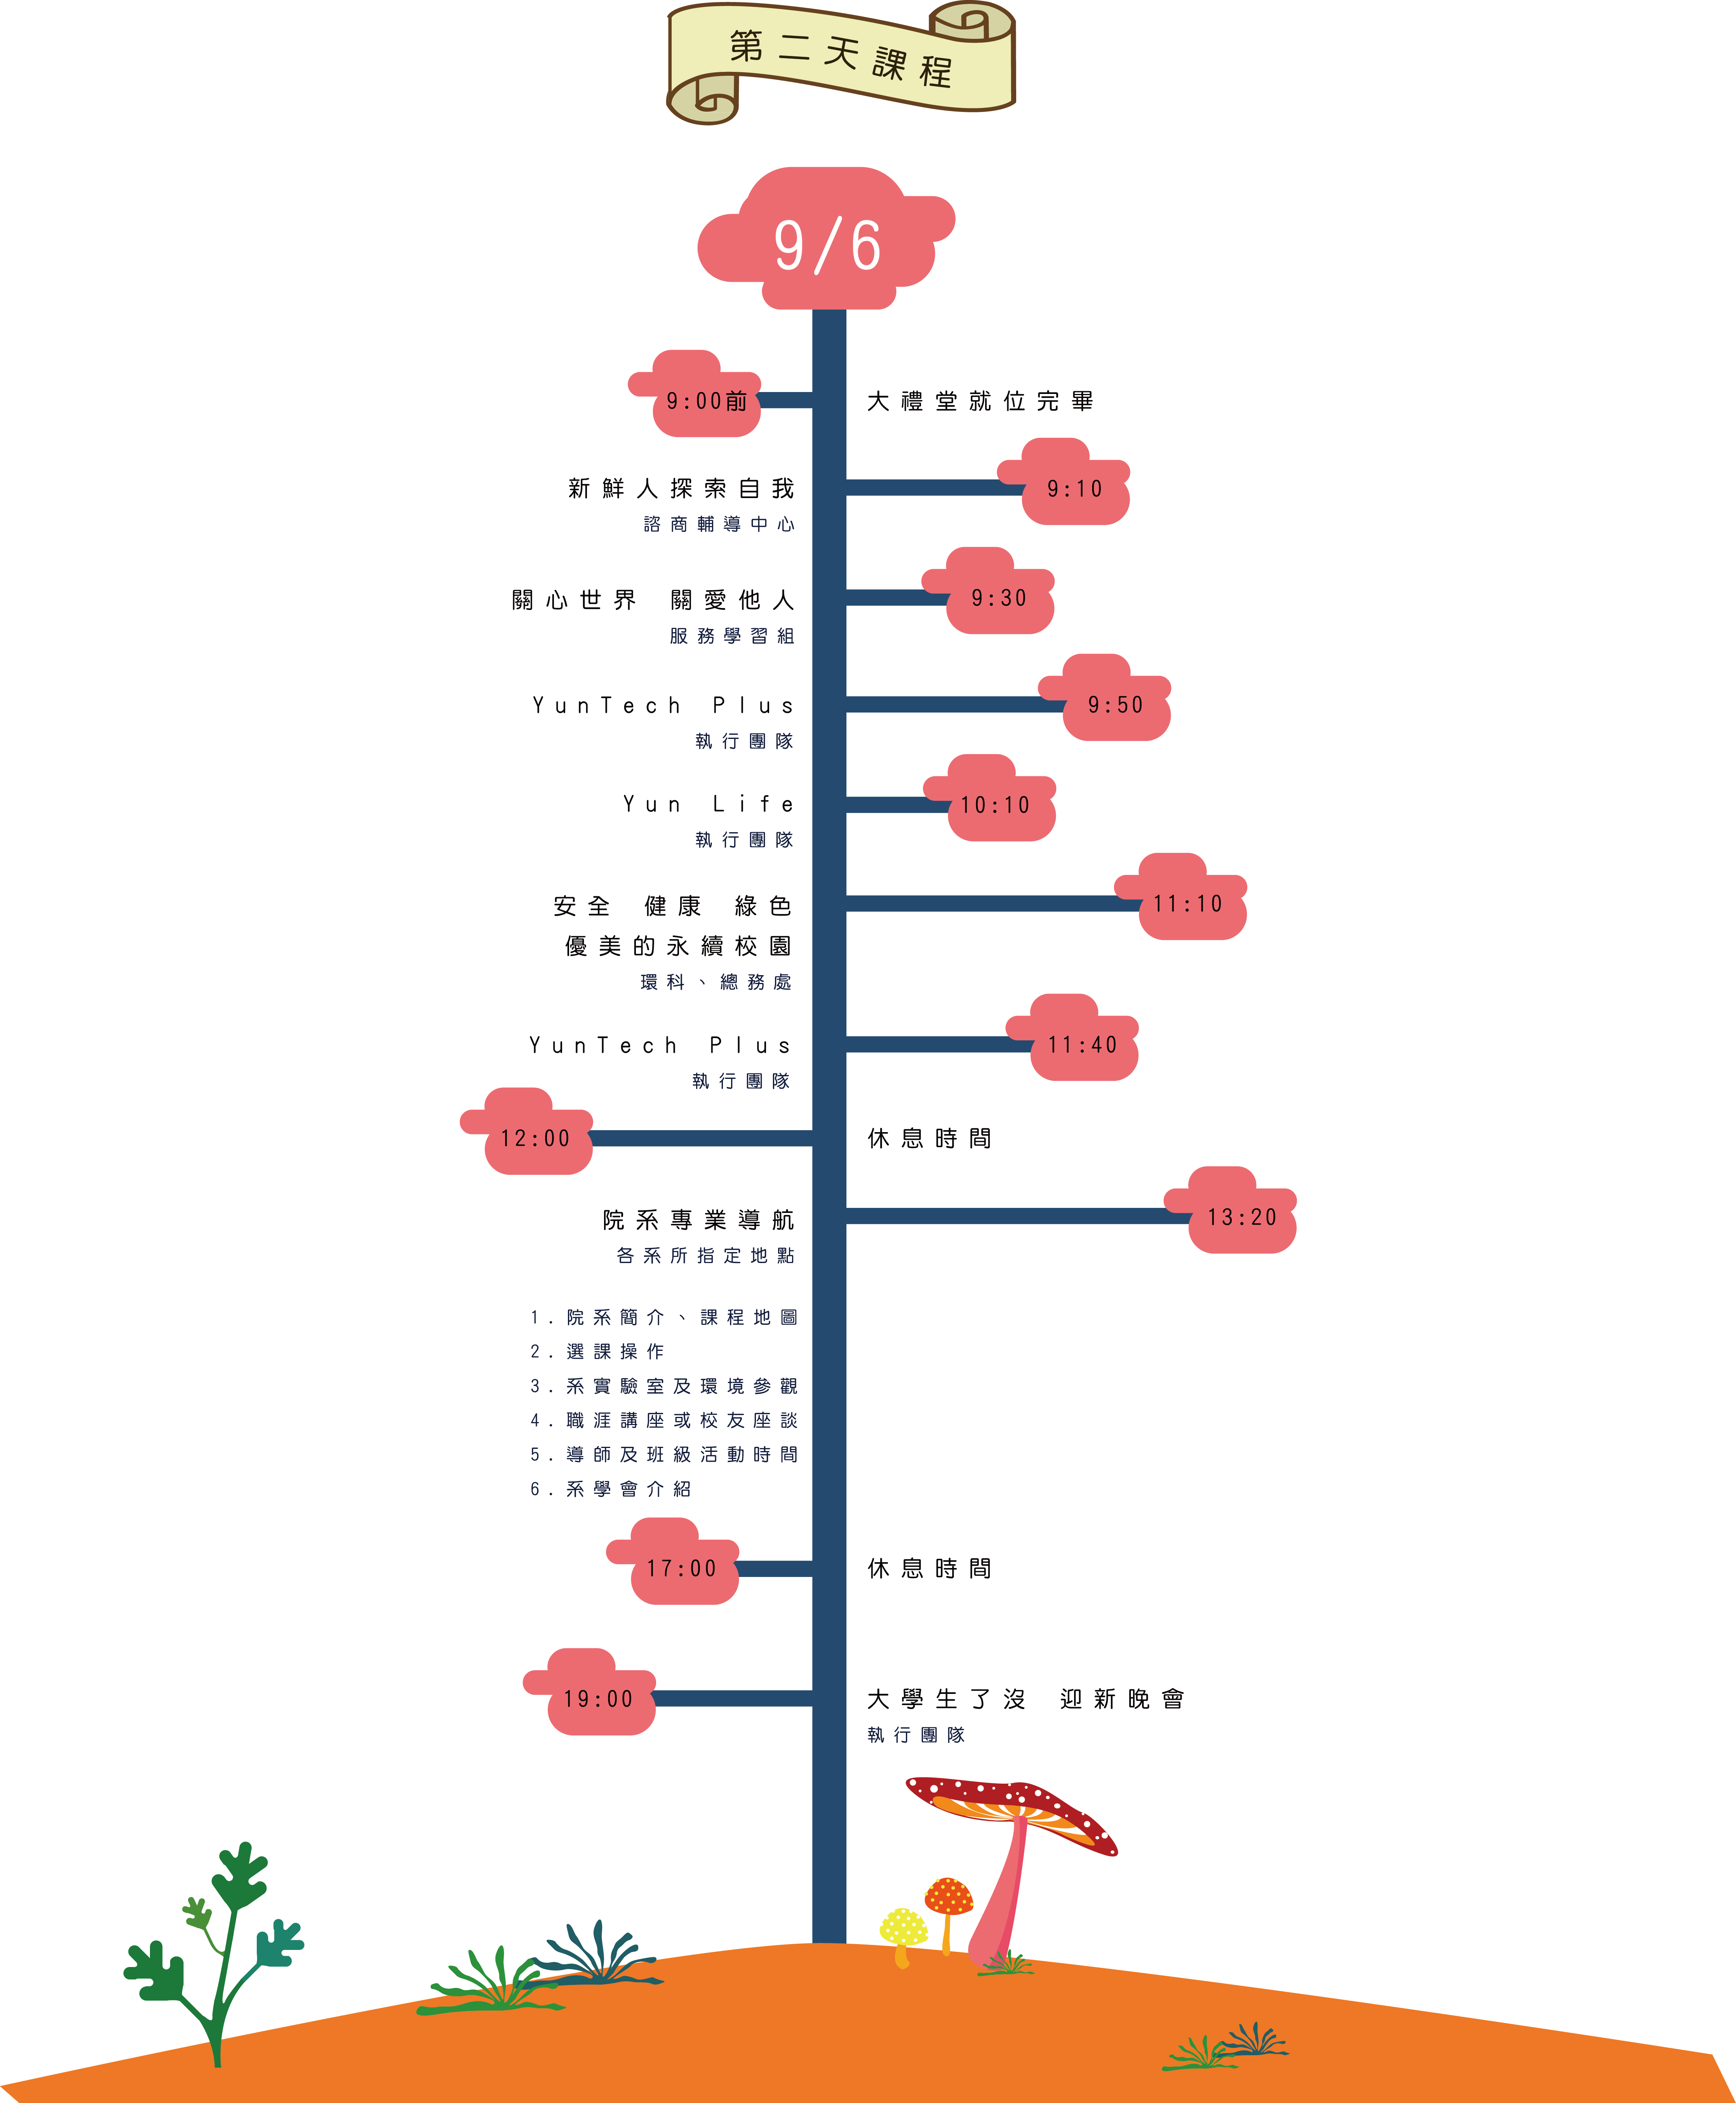 第二天課程
9/6
9:00前
大禮堂就位完畢
9:10
新鮮人探索自我
諮商輔導中心
9:30
關心世界 關愛他人
服務學習組
9:50
YunTech Plus
執行團隊
10:10
Yun Life
執行團隊
11:10
安全 健康 綠色
優美的永續校園
環科、總務處
11:40
YunTech Plus
執行團隊
12:00
休息時間
13:20
院系專業導航
各系所指定地點
1.院系簡介、課程地圖
2.選課操作
3.系實驗室及環境參觀
4.職涯講座或校友座談
5.導師及班級活動時間
6.系學會介紹
17:00
休息時間
19:00
大學生了沒 迎新晚會
執行團隊